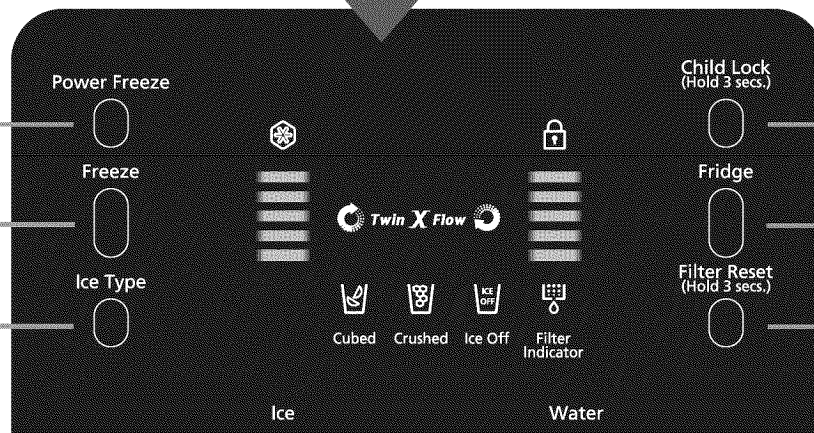 Power Freeze
Child Lock
(Hold 3 secs.)
Freeze
Fridge
Twin X Flow
Ice Type
Filter Reset
(Hold 3 secs.)
ICE
OFF
Cubed Crushed Ice Off Filter
Indicator
Ice Water